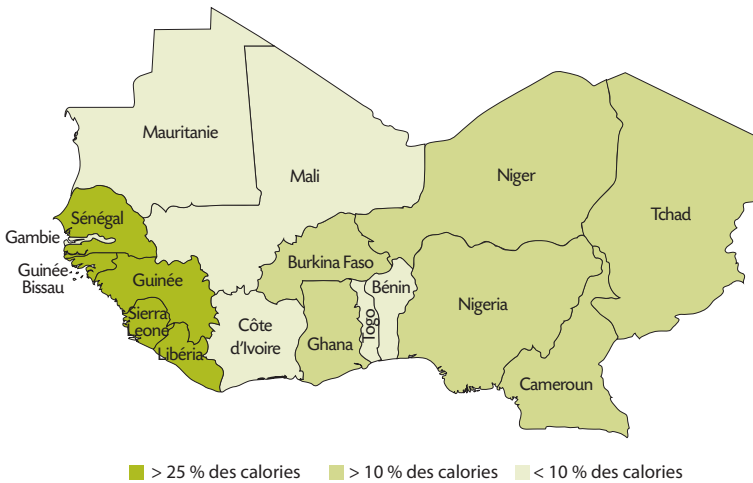 Mauritanie
Mali
Niger
Tchad
Sénégal
Gambie
Guinée
Bissau
Guinée
Burkina Faso
Bénin
Nigeria
Sierra
Leone
Côte
d'Ivoire
Togo
Ghana
Libéria
Cameroun
> 25 % des calories
> 10 % des calories
< 10 % des calories